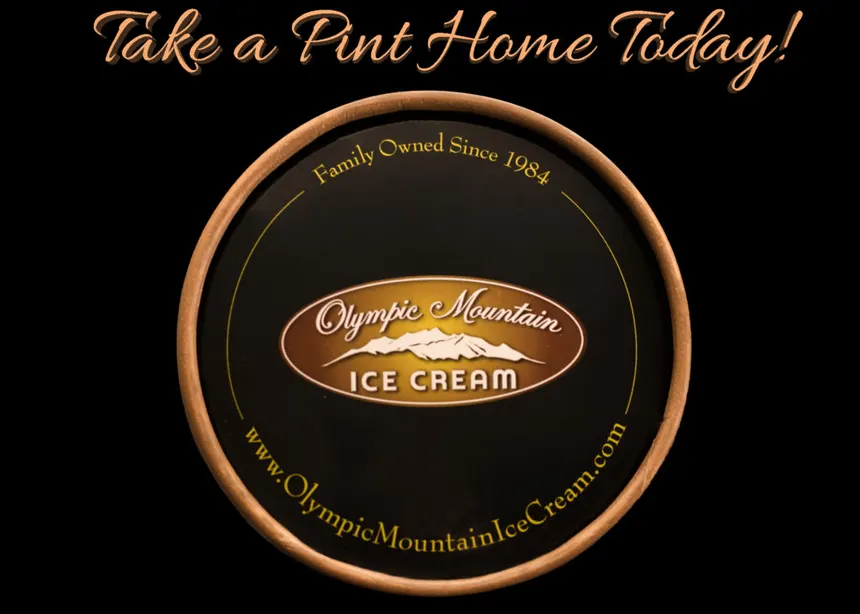 Take a Pint Home Today!
Family Owned Since 1984
Olympic Mountain
ICE CREAM
www.OlympicMountainIceCream.com